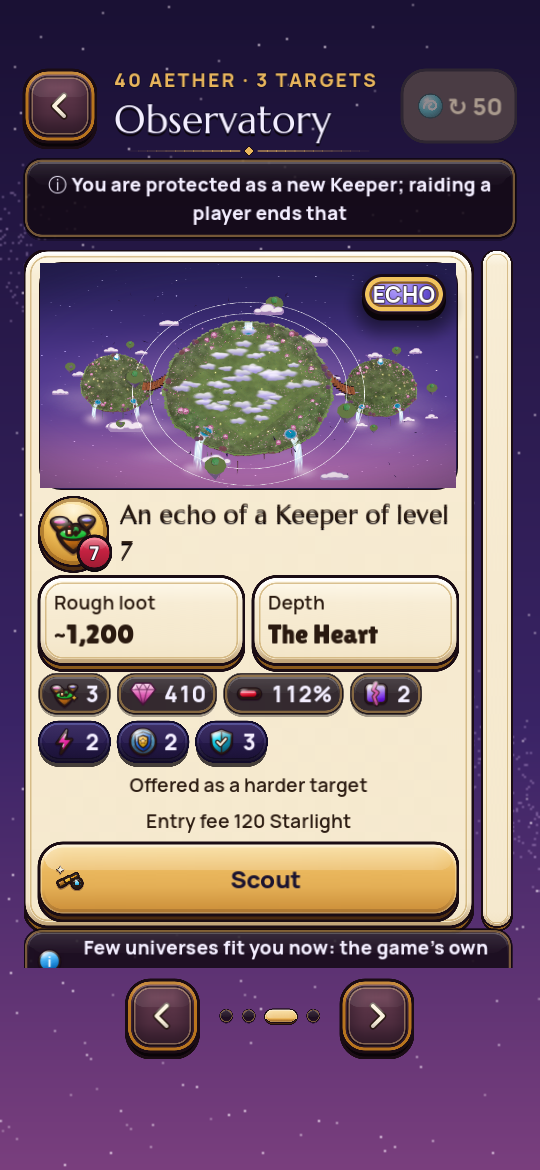 40 AETHER · 3 TARGETS
Observatory
↻ 50
ⓘ You are protected as a new Keeper; raiding a
player ends that
ECHO
An echo of a Keeper of level
7
7
Rough loot
~1,200
Depth
The Heart
3
410
112%
2
2
2
3
Offered as a harder target
Entry fee 120 Starlight
Scout
Few universes fit you now: the game's own